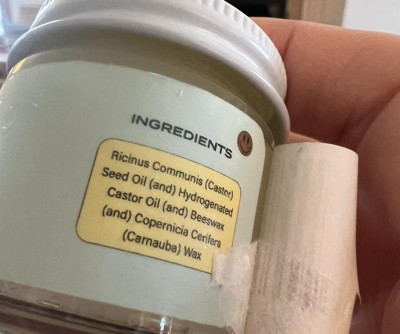 INGREDIENTS
Ricinus Communis (Castor)
Seed Oil (and) Hydrogenated
Castor Oil (and) Beeswax
(and) Copernicia Cerifera
(Carnauba) Wax